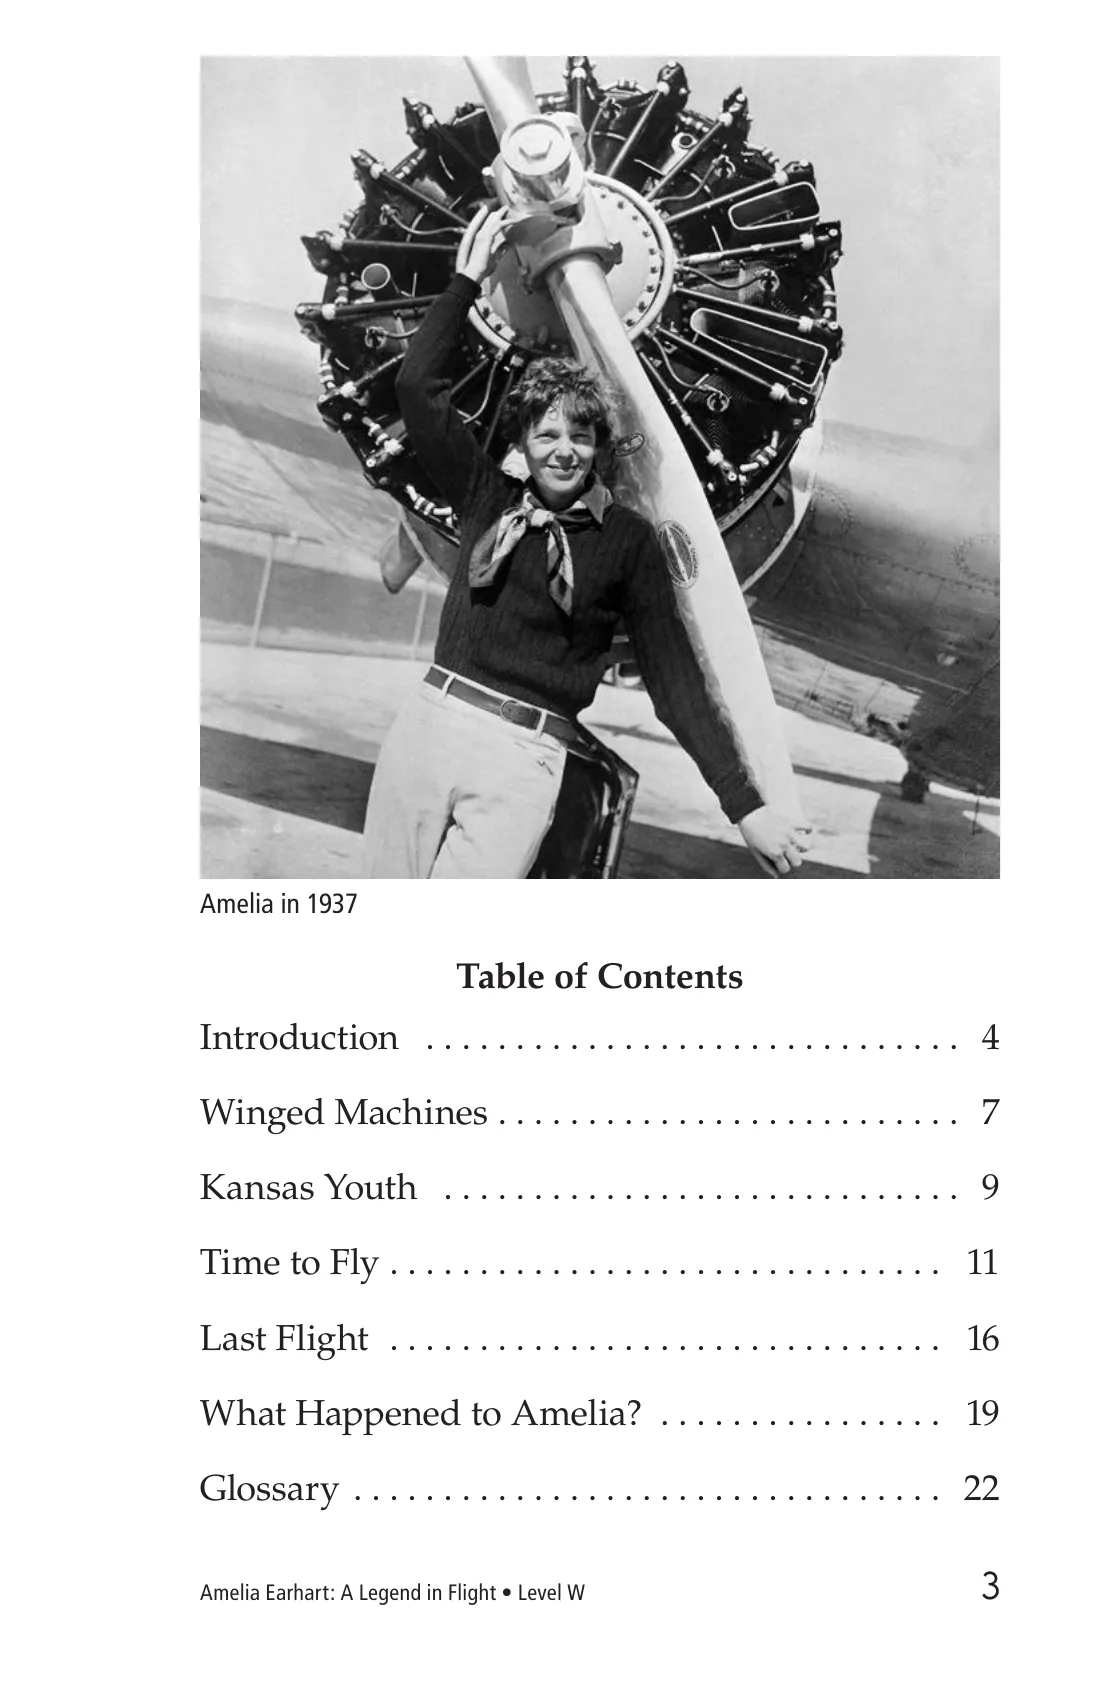 Amelia in 1937
Table of Contents
Introduction . . . . . . . . . . . . . . . . . . . . . . . . . . . . . . 4
Winged Machines . . . . . . . . . . . . . . . . . . . . . . . . . . 7
Kansas Youth . . . . . . . . . . . . . . . . . . . . . . . . . . . . . 9
Time to Fly . . . . . . . . . . . . . . . . . . . . . . . . . . . . . . . 11
Last Flight . . . . . . . . . . . . . . . . . . . . . . . . . . . . . . . 16
What Happened to Amelia? . . . . . . . . . . . . . . . . 19
Glossary . . . . . . . . . . . . . . . . . . . . . . . . . . . . . . . . . 22
Amelia Earhart: A Legend in Flight • Level W 3